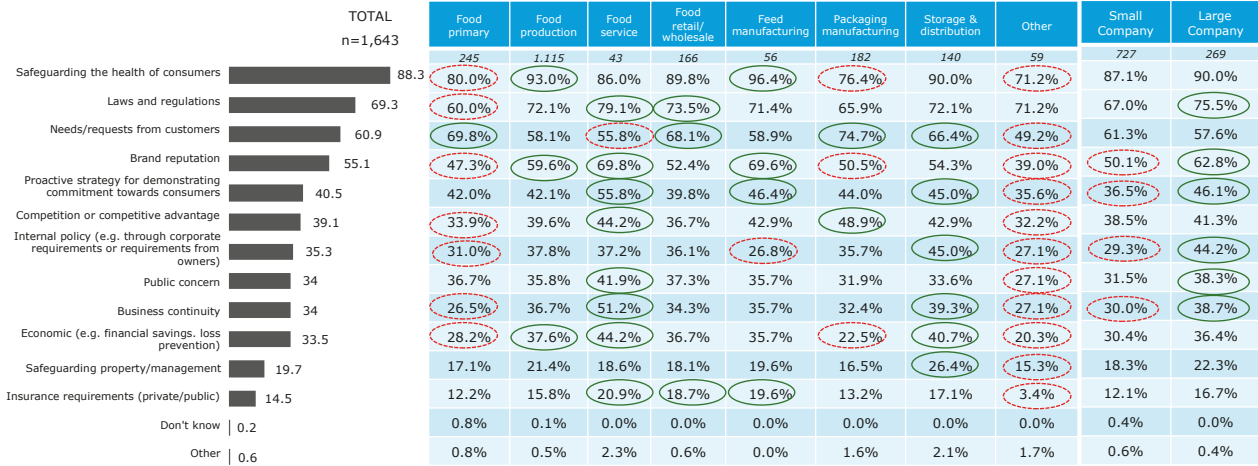 TOTAL
n=1,643
Food primary
Food production
Food service
Food retail/ wholesale
Feed manufacturing
Packaging manufacturing
Storage & distribution
Other
Small Company
Large Company
245 1.115 43 166 56 182 140 59 727 269
Safeguarding the health of consumers 88.3 80.0% 93.0% 86.0% 89.8% 96.4% 76.4% 90.0% 71.2% 87.1% 90.0%
Laws and regulations 69.3 60.0% 72.1% 79.1% 73.5% 71.4% 65.9% 72.1% 71.2% 67.0% 75.5%
Needs/requests from customers 60.9 69.8% 58.1% 55.8% 68.1% 58.9% 74.7% 66.4% 49.2% 61.3% 57.6%
Brand reputation 55.1 47.3% 59.6% 69.8% 52.4% 69.6% 50.5% 54.3% 39.0% 50.1% 62.8%
Proactive strategy for demonstrating
commitment towards consumers 40.5 42.0% 42.1% 55.8% 39.8% 46.4% 44.0% 45.0% 35.6% 36.5% 46.1%
Competition or competitive advantage 39.1 33.9% 39.6% 44.2% 36.7% 42.9% 48.9% 42.9% 32.2% 38.5% 41.3%
Internal policy (e.g. through corporate
requirements or requirements from
owners) 35.3 31.0% 37.8% 37.2% 36.1% 26.8% 35.7% 45.0% 27.1% 29.3% 44.2%
Public concern 34 36.7% 35.8% 41.9% 37.3% 35.7% 31.9% 33.6% 27.1% 31.5% 38.3%
Business continuity 34 26.5% 36.7% 51.2% 34.3% 35.7% 32.4% 39.3% 27.1% 30.0% 38.7%
Economic (e.g. financial savings. loss
prevention) 33.5 28.2% 37.6% 44.2% 36.7% 35.7% 22.5% 40.7% 20.3% 30.4% 36.4%
Safeguarding property/management 19.7 17.1% 21.4% 18.6% 18.1% 19.6% 16.5% 26.4% 15.3% 18.3% 22.3%
Insurance requirements (private/public) 14.5 12.2% 15.8% 20.9% 18.7% 19.6% 13.2% 17.1% 3.4% 12.1% 16.7%
Don't know 0.2 0.8% 0.1% 0.0% 0.0% 0.0% 0.0% 0.0% 0.0% 0.4% 0.0%
Other 0.6 0.8% 0.5% 2.3% 0.6% 0.0% 1.6% 2.1% 1.7% 0.6% 0.4%